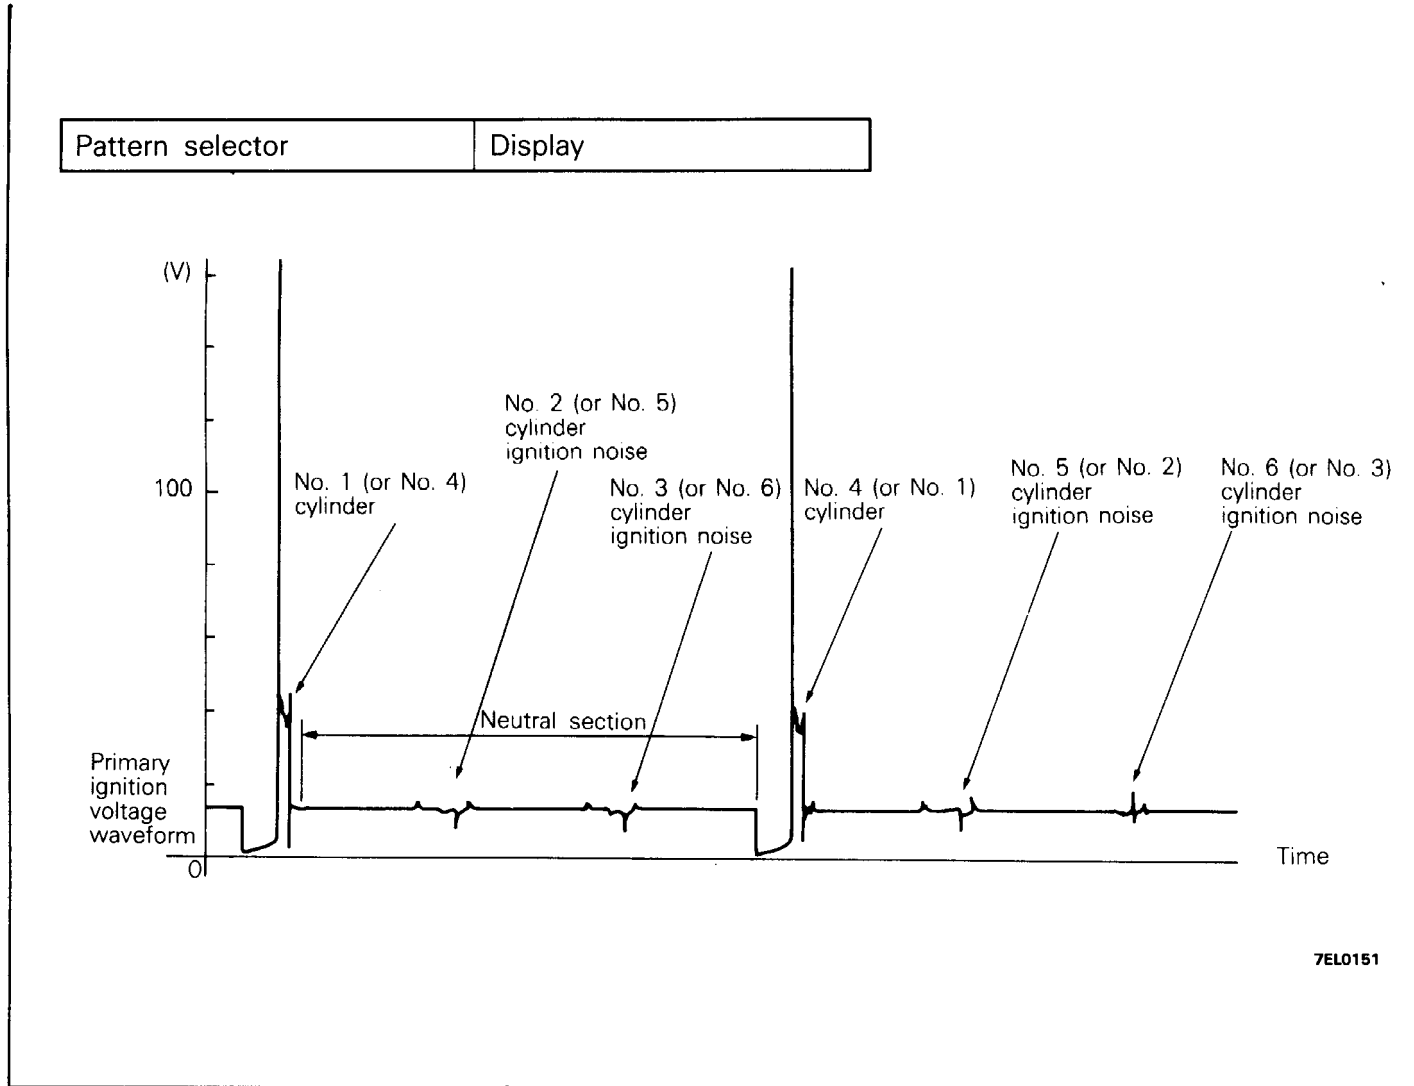 Pattern selector Display
(V)
No. 2 (or No. 5)
cylinder
ignition noise
100
No. 1 (or No. 4)
cylinder
No. 3 (or No. 6)
cylinder
ignition noise
No. 4 (or No. 1)
cylinder
No. 5 (or No. 2)
cylinder
ignition noise
No. 6 (or No. 3)
cylinder
ignition noise
Neutral section
Primary
ignition
voltage
waveform
0
Time
7EL0151